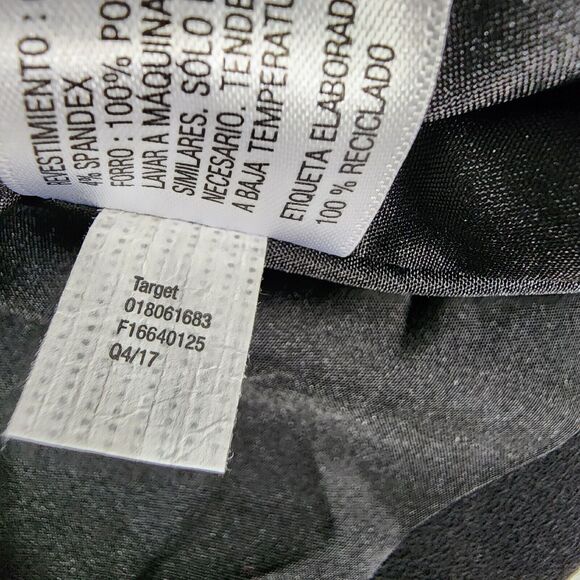 REVESTIMIENTO :
4% SPANDEX
FORRO : 100%
LAVAR A MÁQUINA
SIMILARES. SOLO
NECESARIO. TENDE
A BAJA TEMPERATU
ETIQUETA ELABORAD
100 % RECICLADO
Target
018061683
F16640125
Q4/17